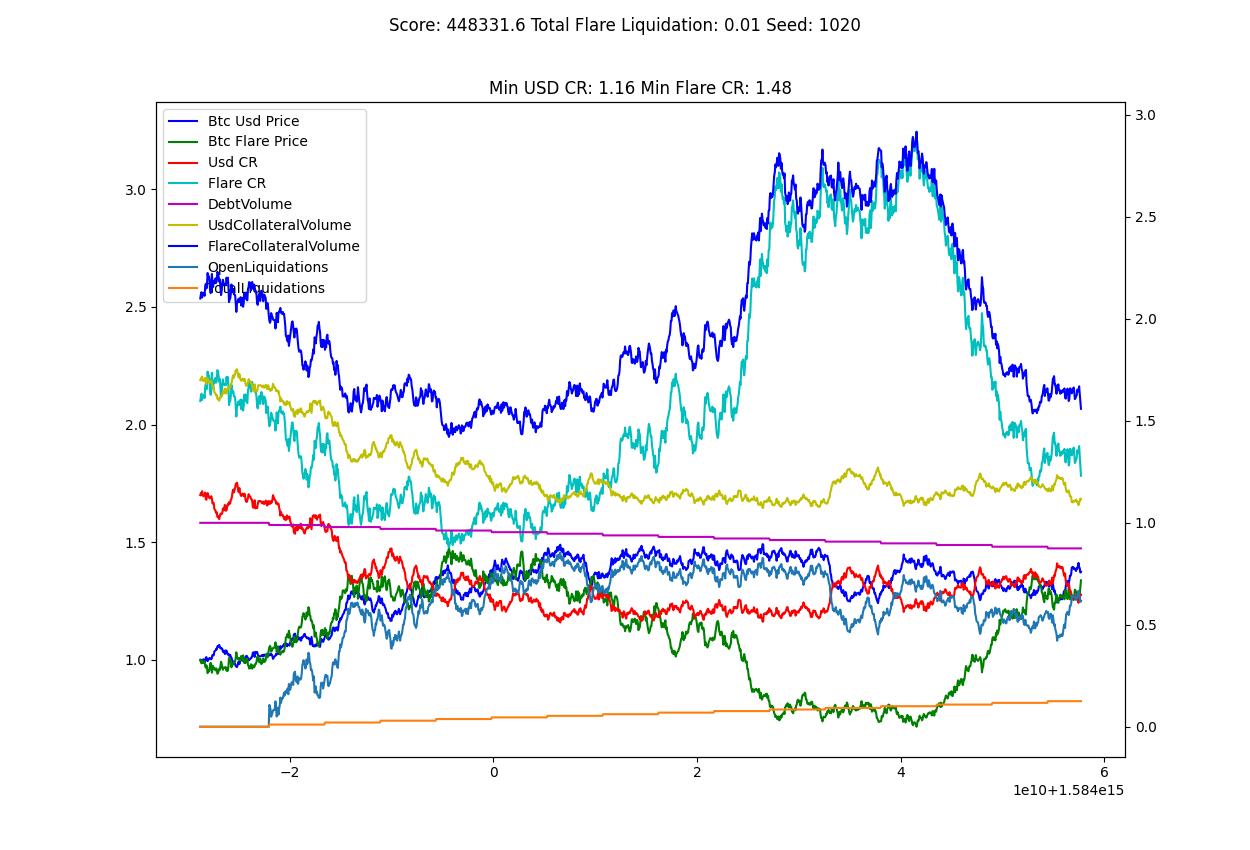 Score: 448331.6 Total Flare Liquidation: 0.01 Seed: 1020
Min USD CR: 1.16 Min Flare CR: 1.48
Btc Usd Price
Btc Flare Price
Usd CR
Flare CR
DebtVolume
UsdCollateralVolume
FlareCollateralVolume
OpenLiquidations
TotalLiquidations
3.0
2.5
2.0
1.5
1.0
3.0
2.5
2.0
1.5
1.0
0.5
0.0
−2
0
2
4
6
1e10+1.584e15